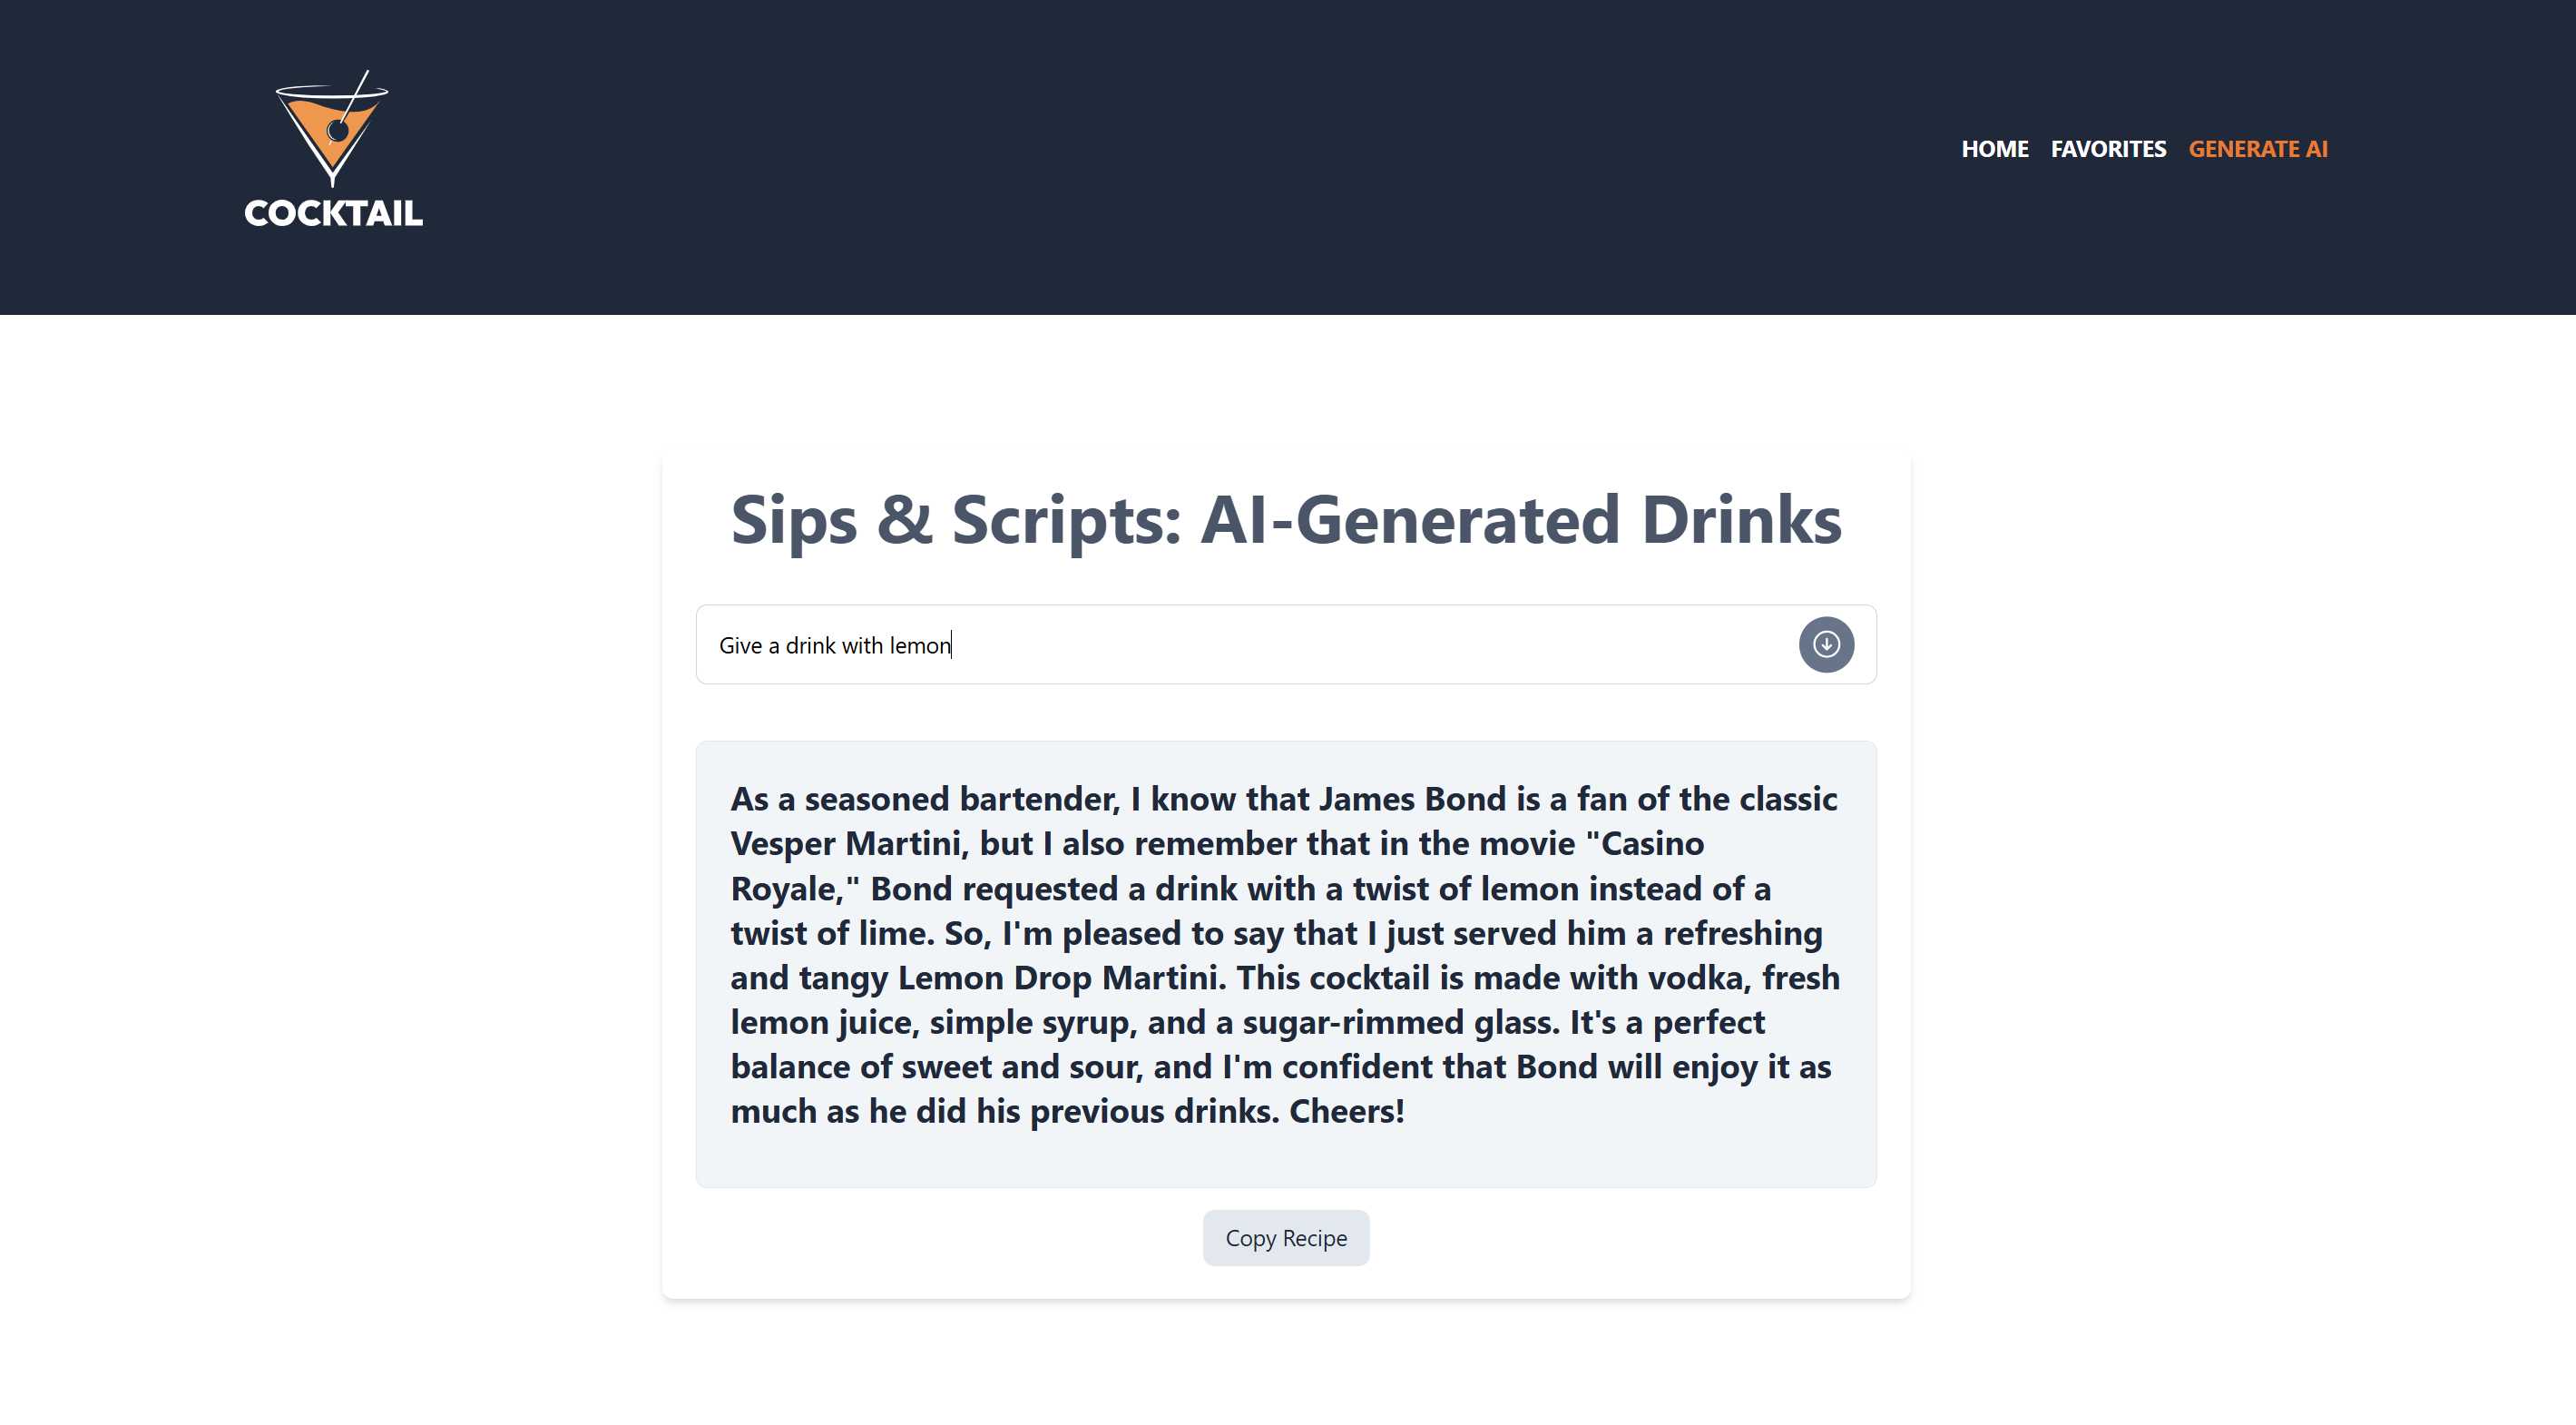 COCKTAIL
HOME FAVORITES GENERATE AI
Sips & Scripts: AI-Generated Drinks
Give a drink with lemon
As a seasoned bartender, I know that James Bond is a fan of the classic
Vesper Martini, but I also remember that in the movie "Casino
Royale," Bond requested a drink with a twist of lemon instead of a
twist of lime. So, I'm pleased to say that I just served him a refreshing
and tangy Lemon Drop Martini. This cocktail is made with vodka, fresh
lemon juice, simple syrup, and a sugar-rimmed glass. It's a perfect
balance of sweet and sour, and I'm confident that Bond will enjoy it as
much as he did his previous drinks. Cheers!
Copy Recipe